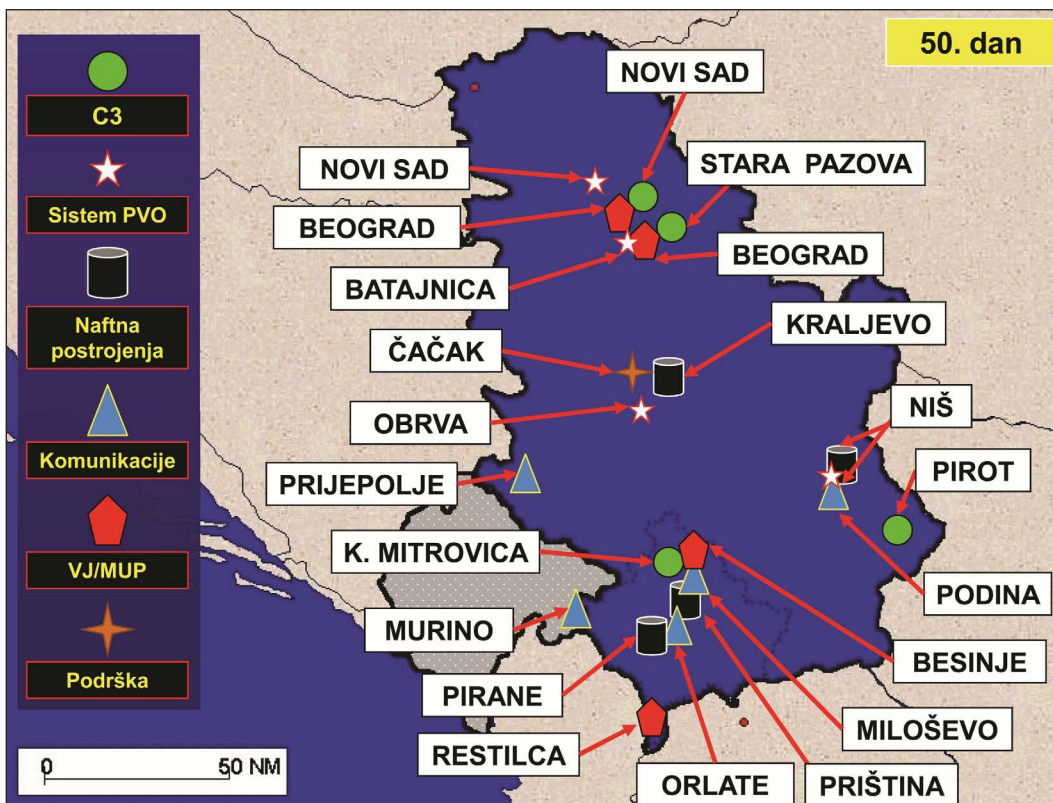 50. dan
C3
Sistem PVO
Naftna
postrojenja
Komunikacije
VJ/MUP
Podrška
0 50 NM
NOVI SAD
NOVI SAD
STARA PAZOVA
BEOGRAD
BEOGRAD
BATAJNICA
KRALJEVO
ČAČAK
OBRVA
NIŠ
PRIJEPOLJE
PIROT
K. MITROVICA
PODINA
MURINO
BESINJE
PIRANE
MILOŠEVO
RESTILCA
ORLATE
PRIŠTINA